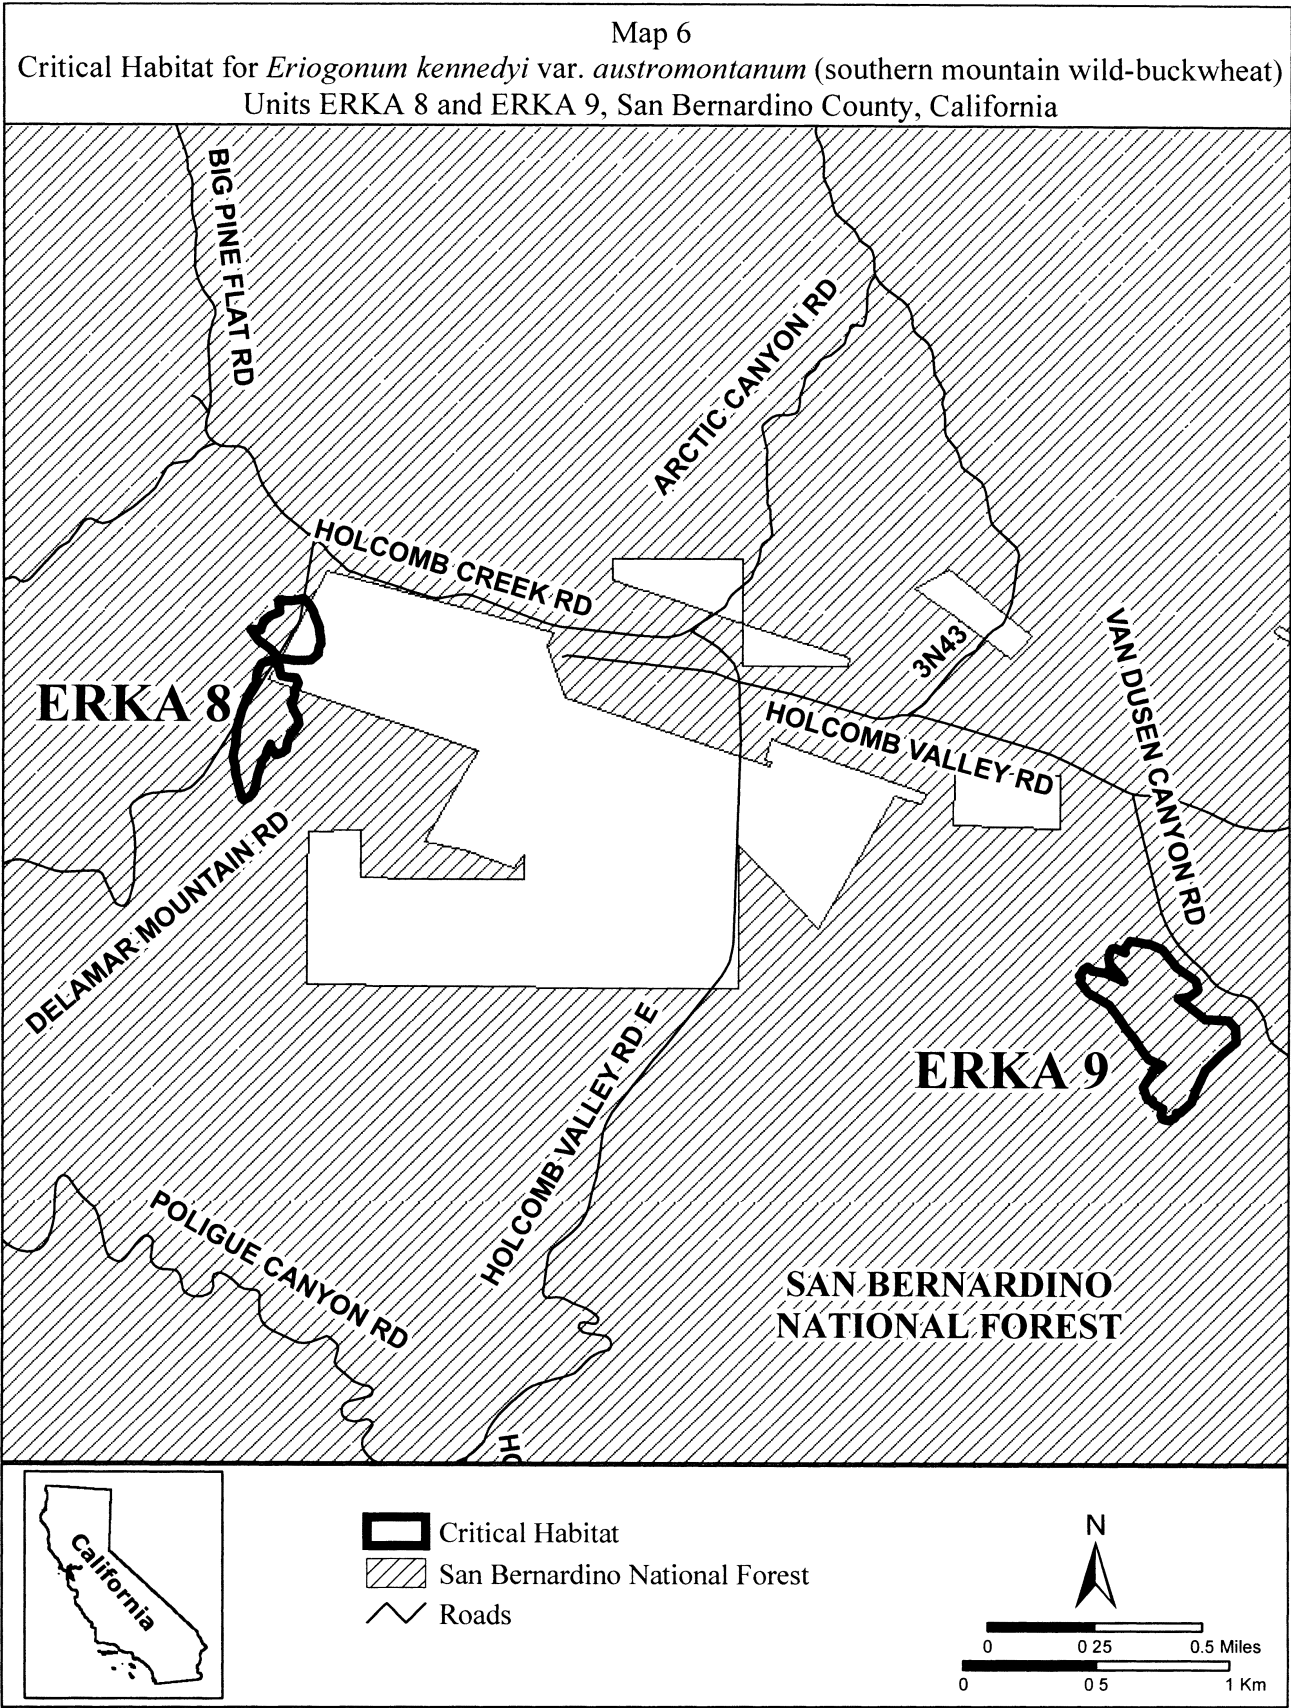 Map 6
Critical Habitat for Eriogonum kennedyi var. austromontanum (southern mountain wild-buckwheat)
Units ERKA 8 and ERKA 9, San Bernardino County, California
BIG PINE FLAT RD
ARCTIC CANYON RD
HOLCOMB CREEK RD
3N43
VAN DUSEN CANYON RD
ERKA 8
HOLCOMB VALLEY RD
DELAMAR MOUNTAIN RD
HOLCOMB VALLEY RD E
ERKA 9
POLIGUE CANYON RD
SAN BERNARDINO
NATIONAL FOREST
HO
California
Critical Habitat
San Bernardino National Forest
Roads
N
0 0 25 0.5 Miles
0 0 5 1 Km